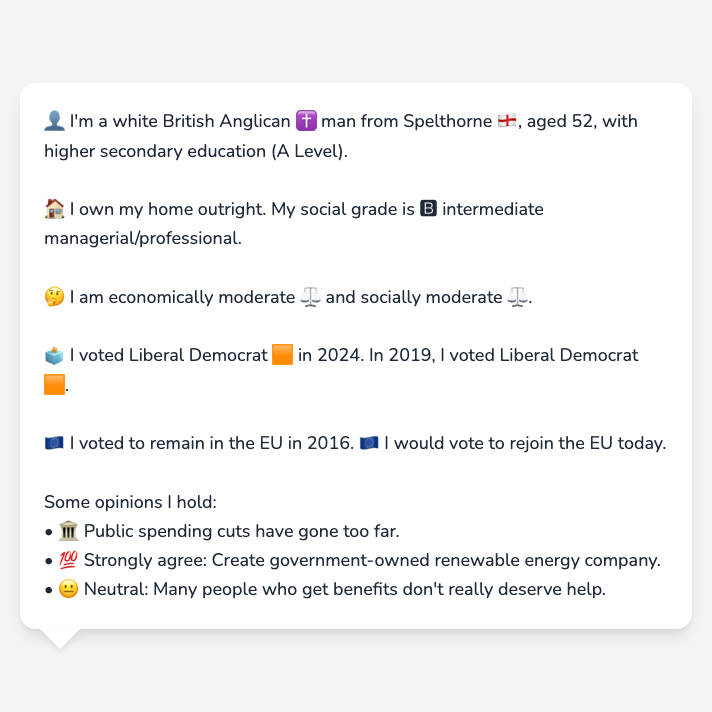 👤 I'm a white British Anglican ✝️ man from Spelthorne 🏴󠁧󠁢󠁥󠁮󠁧󠁿, aged 52, with
higher secondary education (A Level).
🏠 I own my home outright. My social grade is 🅱 intermediate
managerial/professional.
🤔 I am economically moderate ⚖️ and socially moderate ⚖️.
🗳️ I voted Liberal Democrat 🟧 in 2024. In 2019, I voted Liberal Democrat
🟧.
🇪🇺 I voted to remain in the EU in 2016. 🇪🇺 I would vote to rejoin the EU today.
Some opinions I hold:
• 🏛️ Public spending cuts have gone too far.
• 💯 Strongly agree: Create government-owned renewable energy company.
• 😐 Neutral: Many people who get benefits don't really deserve help.